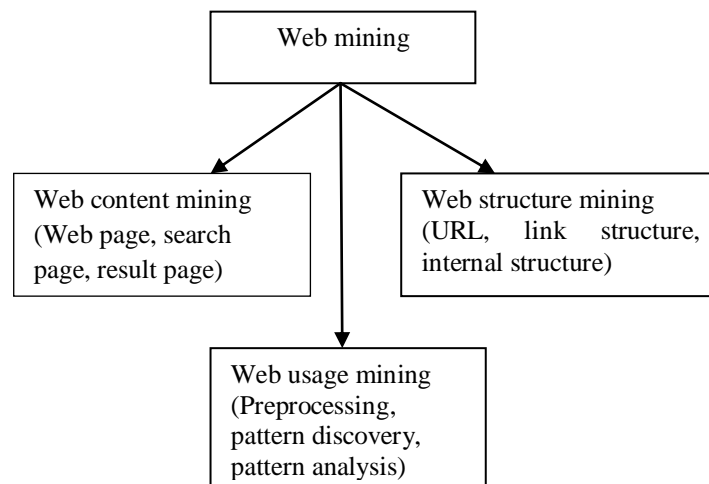 Web mining
Web content mining
(Web page, search
page, result page)
Web structure mining
(URL, link structure,
internal structure)
Web usage mining
(Preprocessing,
pattern discovery,
pattern analysis)